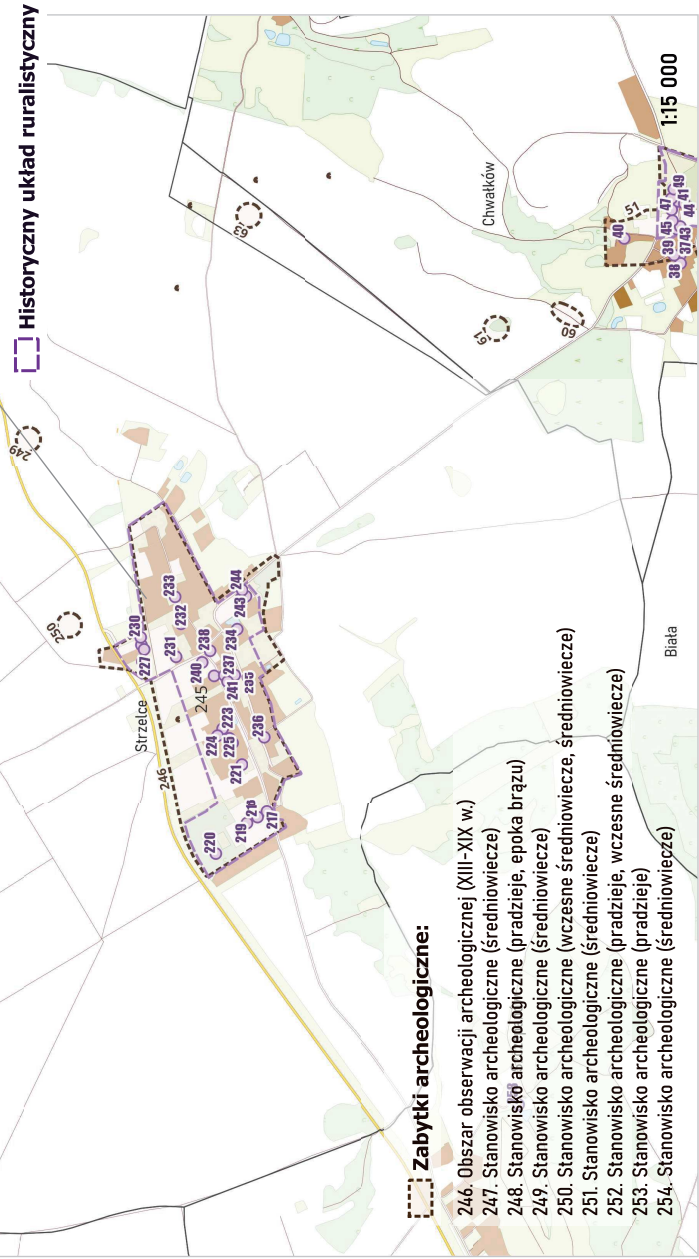 Historyczny układ ruralistyczny
Zabytki archeologiczne:
246. Obszar obserwacji archeologicznej (XIII-XIX w.)
247. Stanowisko archeologiczne (średniowiecze)
248. Stanowisko archeologiczne (pradzieje, epoka brązu)
249. Stanowisko archeologiczne (średniowiecze)
250. Stanowisko archeologiczne (wczesne średniowiecze, średniowiecze)
251. Stanowisko archeologiczne (średniowiecze)
252. Stanowisko archeologiczne (pradzieje, wczesne średniowiecze)
253. Stanowisko archeologiczne (pradzieje)
254. Stanowisko archeologiczne (średniowiecze)
249
250
Strzelce
246
230
227
231
232
233
240
238
245
237
234
243
244
241
235
224
223
225
221
236
220
219
217
Chwałków
63
60
51
40
47
49
39
45
41
38
37
43
44
Biała
1:15 000